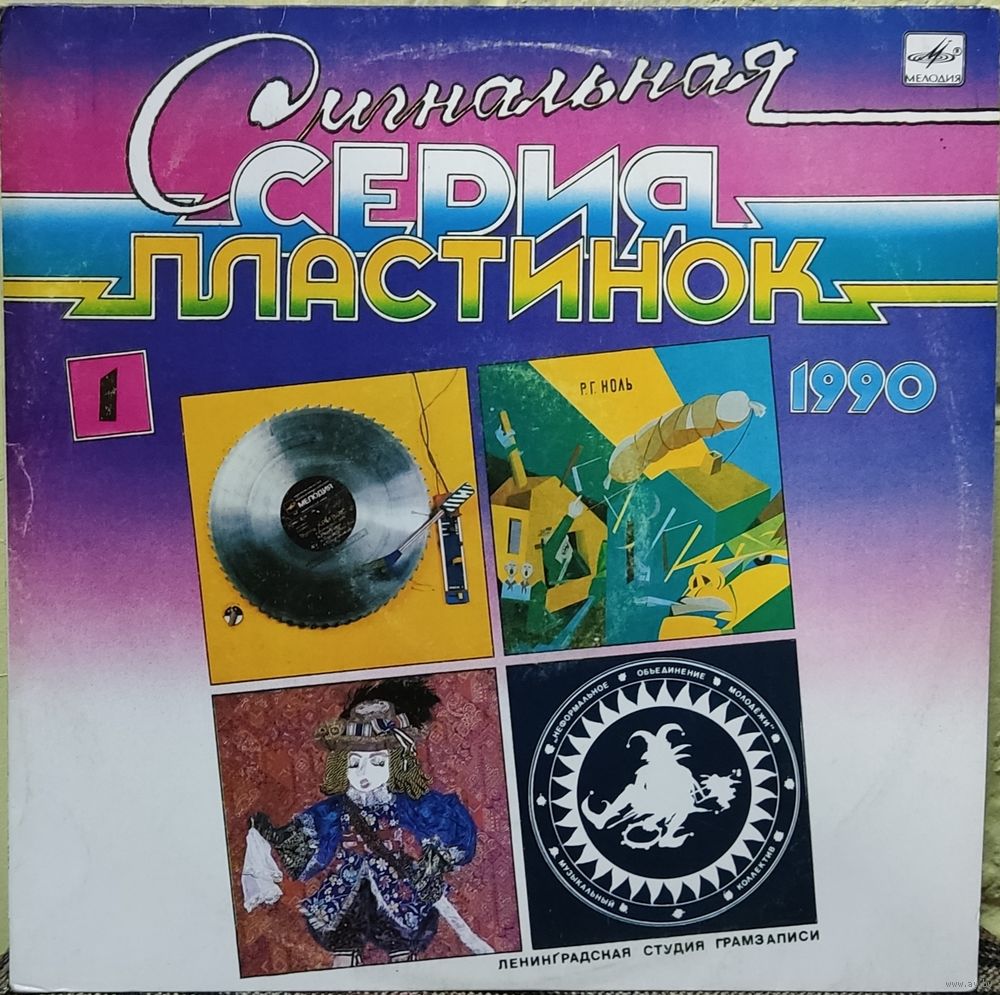 Сигнальная
МЕЛОДИЯ
СЕРИЯ
ПЛАСТИНОК
1
1990
МЕЛОДИЯ
Р.Г. НОЛЬ
"НЕФОРМАЛЬНОЕ ОБЪЕДИНЕНИЕ МОЛОДЕЖИ"
МУЗЫКАЛЬНЫЙ КОЛЛЕКТИВ
ЛЕНИНГРАДСКАЯ СТУДИЯ ГРАМЗАПИСИ